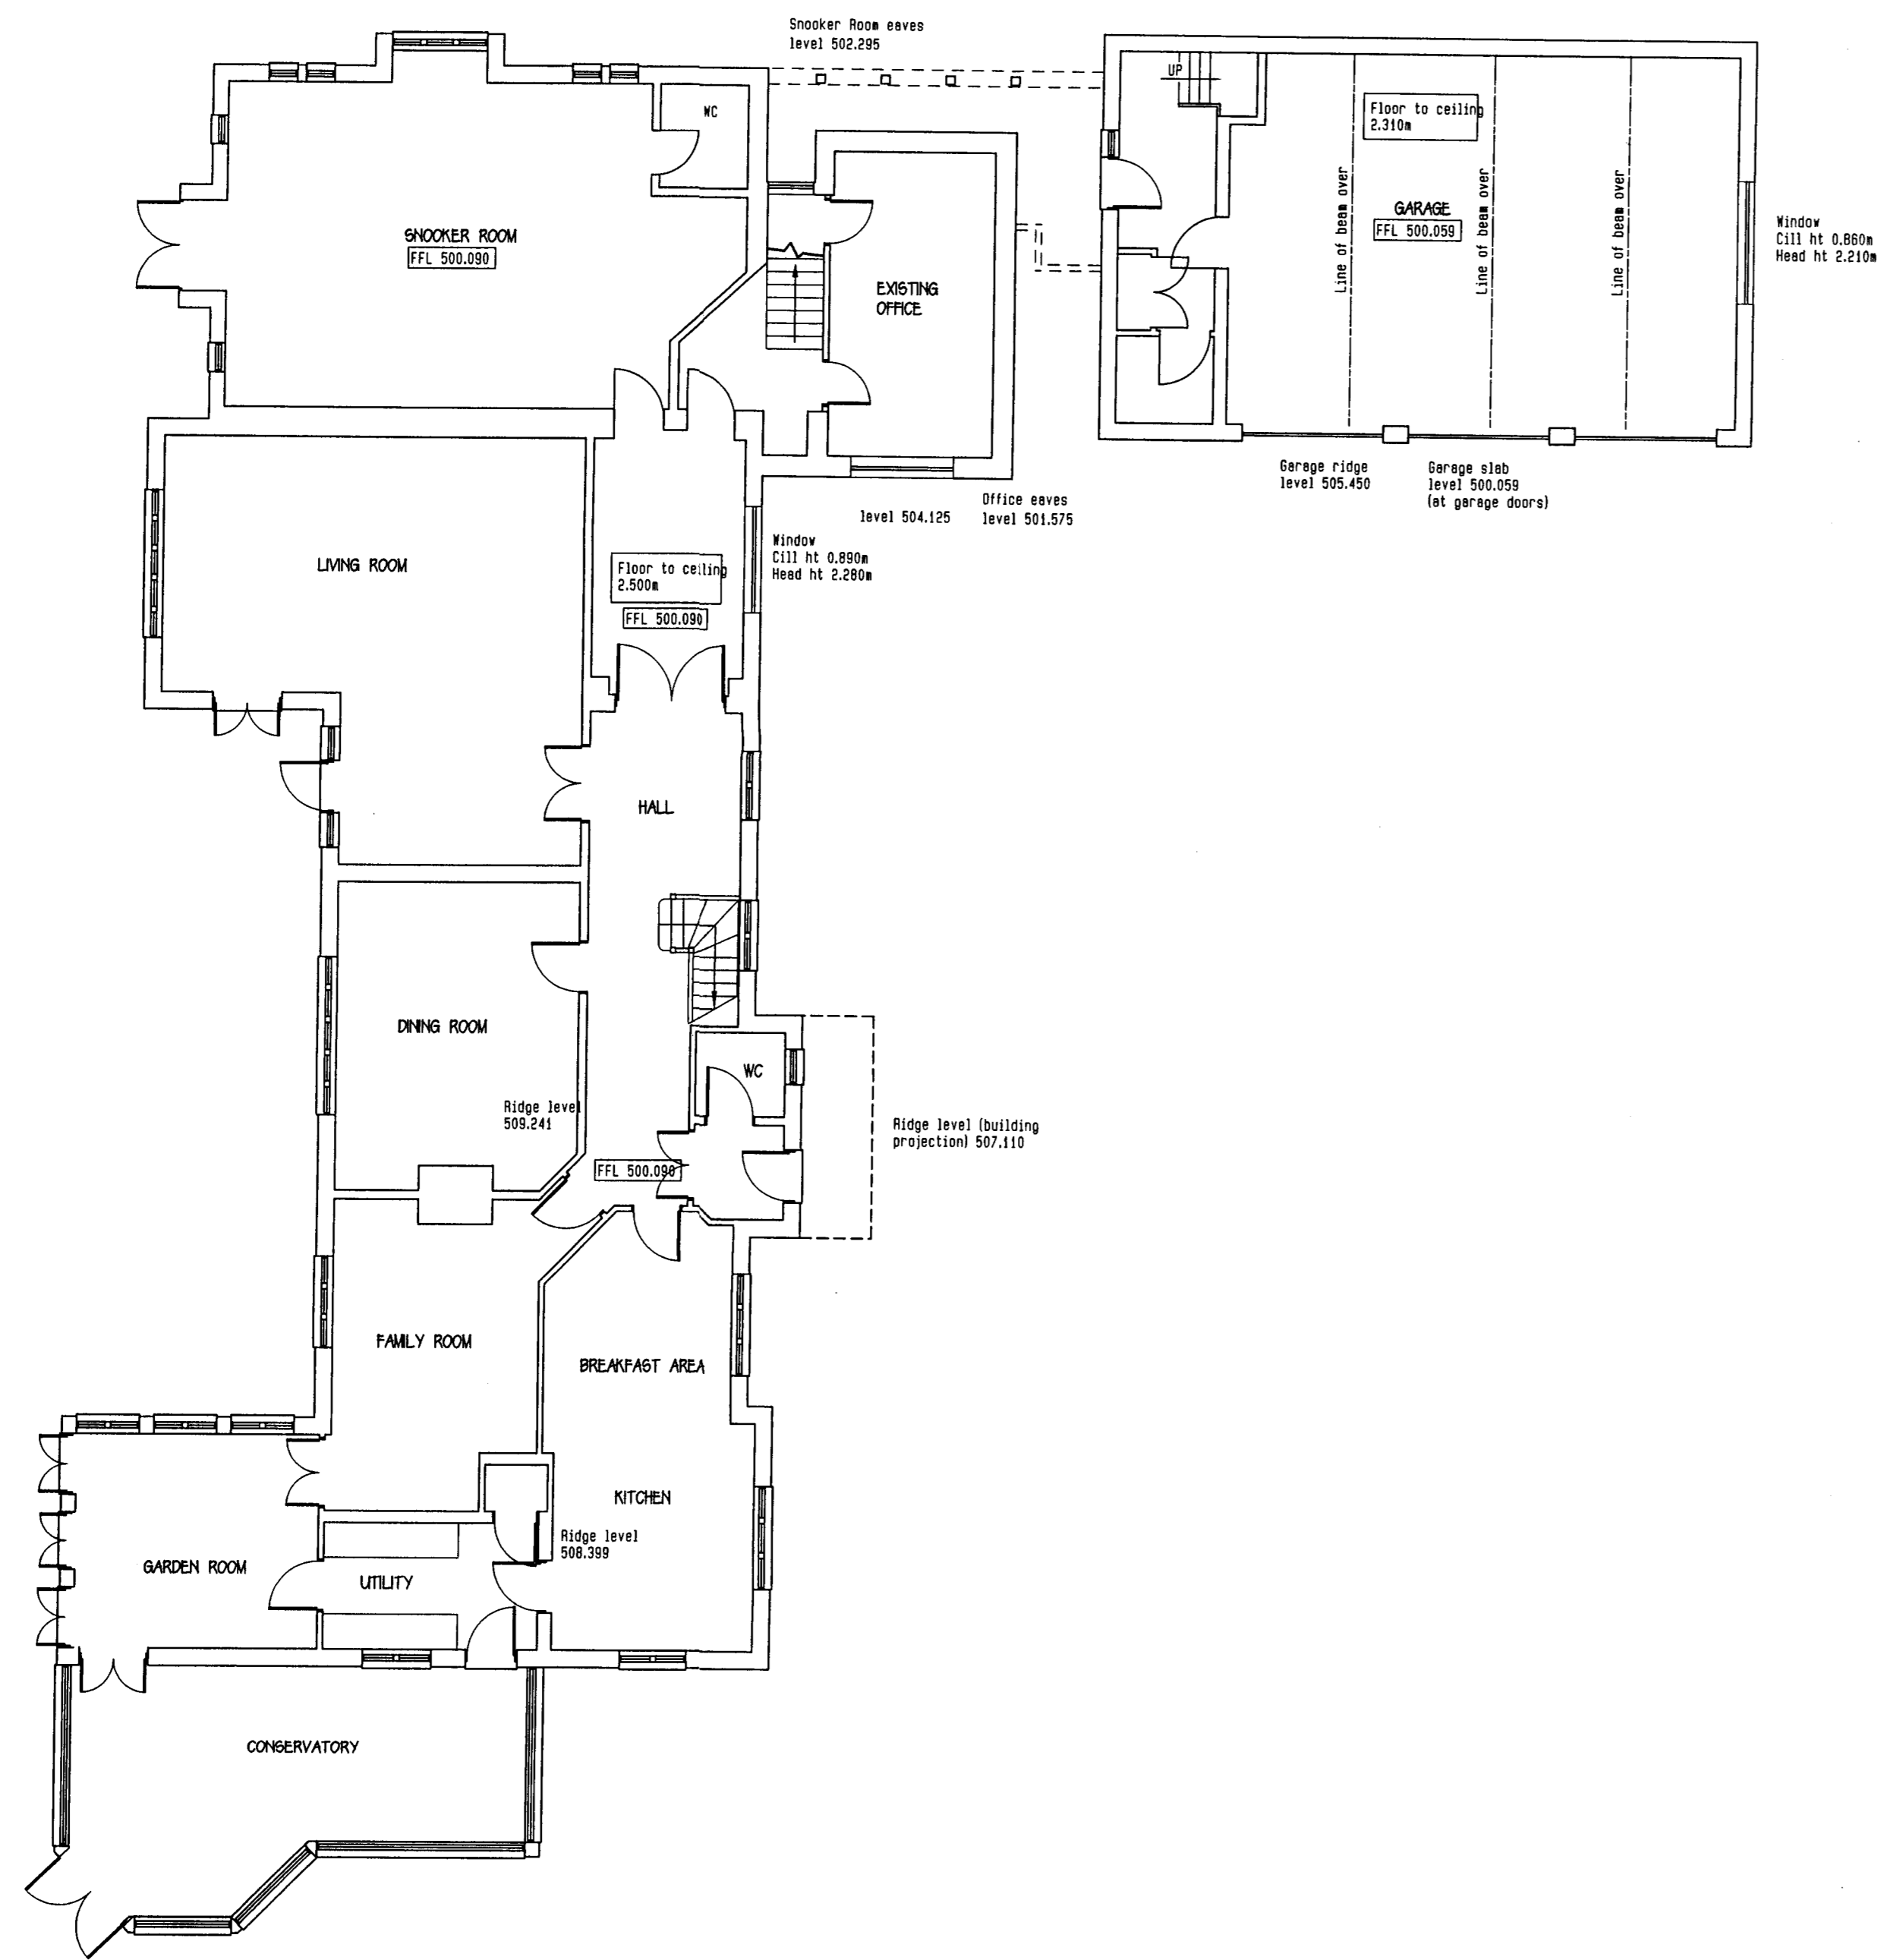 Snooker Room eaves
level 502.295
UP
Floor to ceiling
2.310m
WC
Line of beam over
Line of beam over
Line of beam over
GARAGE
FFL 500.059
Window
Cill ht 0.860m
Head ht 2.210m
SNOOKER ROOM
FFL 500.090
EXISTING
OFFICE
Garage ridge
level 505.450
Garage slab
level 500.059
(at garage doors)
Office eaves
level 501.575
level 504.125
Window
Cill ht 0.890m
Head ht 2.280m
LIVING ROOM
Floor to ceiling
2.500m
FFL 500.090
HALL
DINING ROOM
WC
Ridge level
509.241
Ridge level (building
projection) 507.110
FFL 500.090
FAMILY ROOM
BREAKFAST AREA
KITCHEN
Ridge level
508.399
GARDEN ROOM
UTILITY
CONSERVATORY